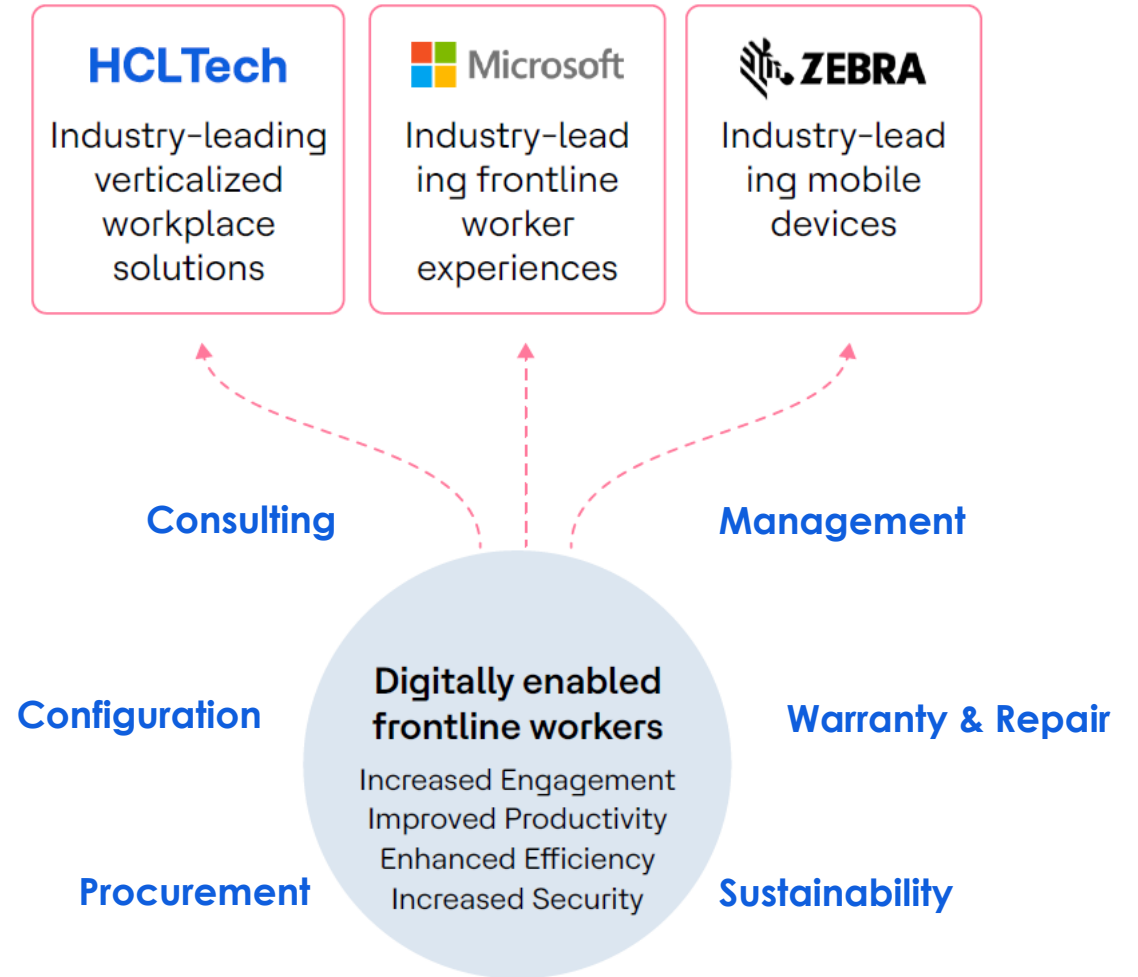 HCLTech
Industry-leading
verticalized
workplace
solutions
Microsoft
Industry-lead
ing frontline
worker
experiences
ZEBRA
Industry-lead
ing mobile
devices
Consulting
Management
Configuration
Digitally enabled
frontline workers
Increased Engagement
Improved Productivity
Enhanced Efficiency
Increased Security
Warranty & Repair
Procurement
Sustainability